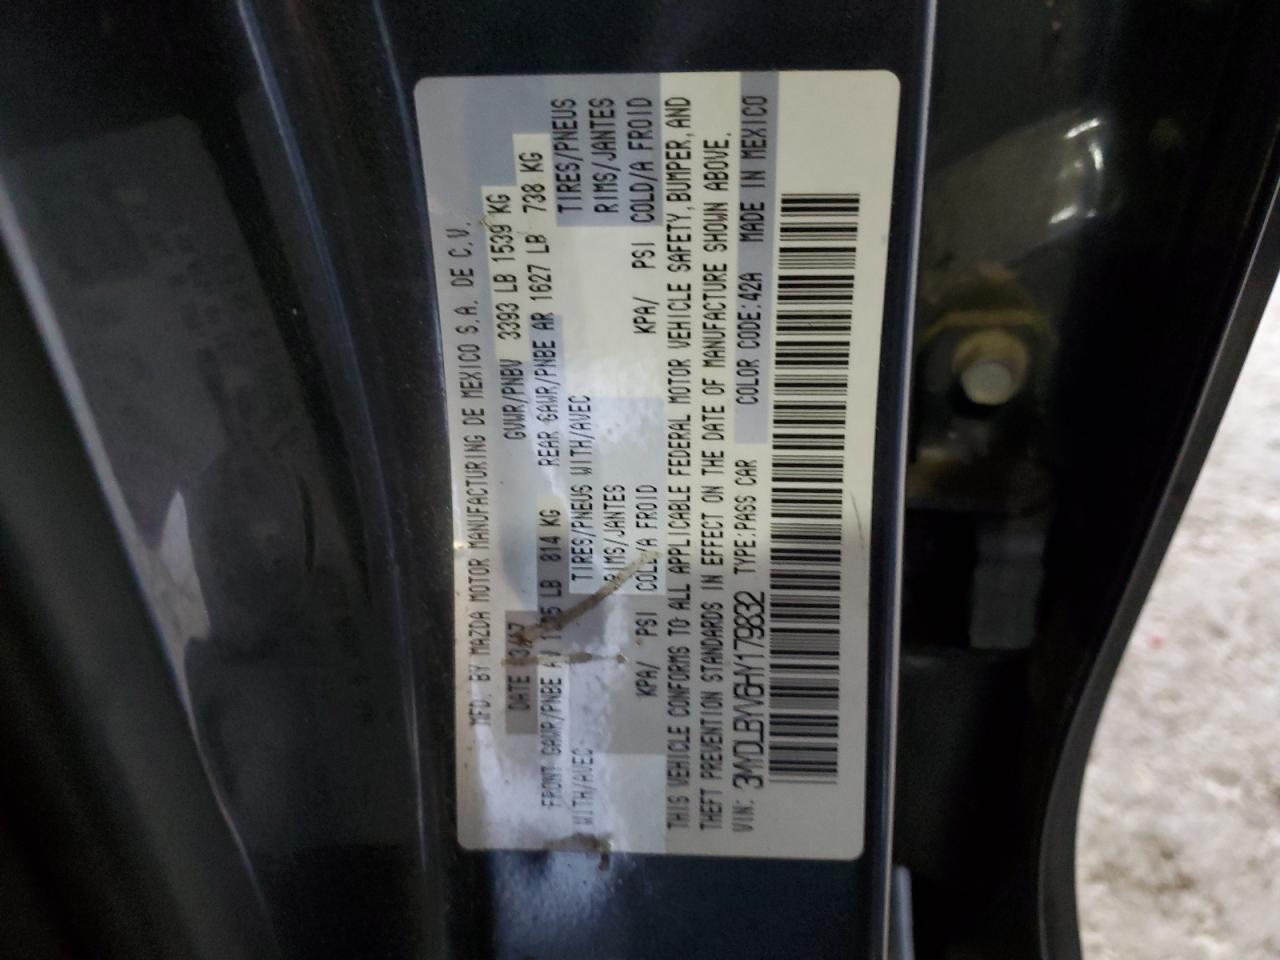 MFD. BY MAZDA MOTOR MANUFACTURING DE MEXICO S.A. DE C.V.
DATE GVWR/PNBV 3393 LB 1539 KG
FRONT GAWR/PNBE AV LB 814 KG REAR GAWR/PNBE AR 1627 LB 738 KG
WITH/AVEC TIRES/PNEUS WITH/AVEC TIRES/PNEUS
RIMS/JANTES RIMS/JANTES
KPA/ PSI COLD/A FROID KPA/ PSI COLD/A FROID
THIS VEHICLE CONFORMS TO ALL APPLICABLE FEDERAL MOTOR VEHICLE SAFETY, BUMPER, AND
THEFT PREVENTION STANDARDS IN EFFECT ON THE DATE OF MANUFACTURE SHOWN ABOVE.
VIN: 3MYDLBYV6HY179832 TYPE:PASS CAR COLOR CODE:42A MADE IN MEXICO